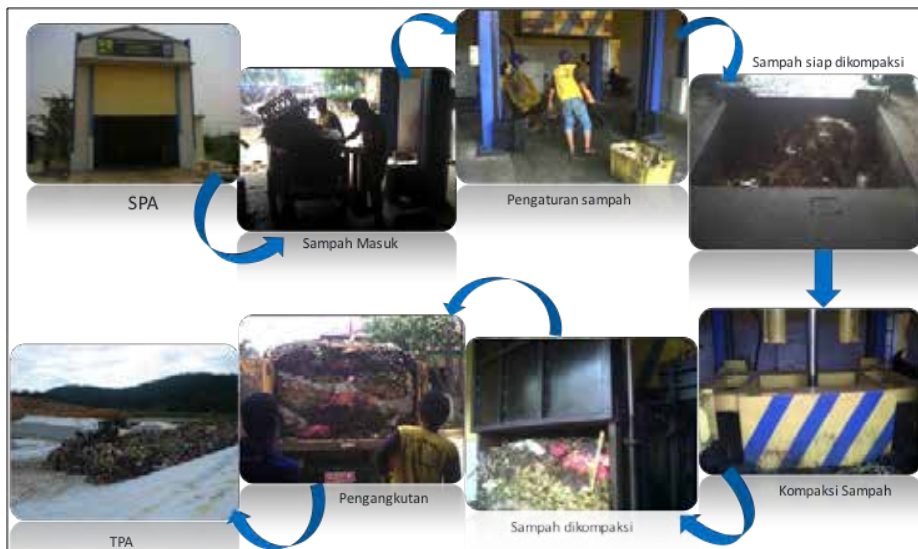 SPA
Sampah Masuk
Pengaturan sampah
Sampah siap dikompaksi
Kompaksi Sampah
Sampah dikompaksi
Pengangkutan
TPA